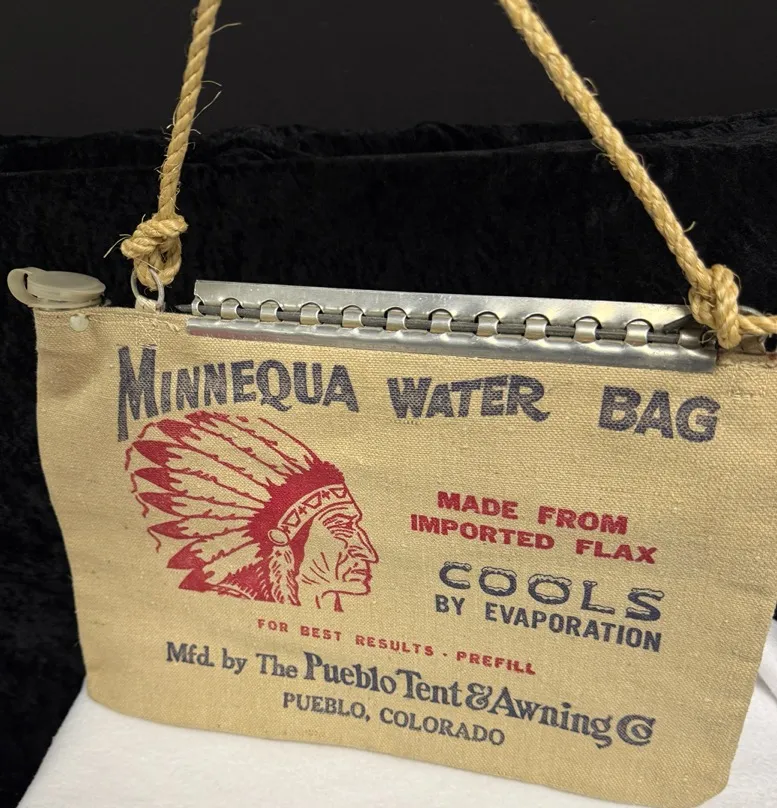 MINNEQUA WATER BAG
MADE FROM
IMPORTED FLAX
COOLS
BY EVAPORATION
FOR BEST RESULTS - PREFILL
Mfd. by The Pueblo Tent & Awning Co
PUEBLO, COLORADO